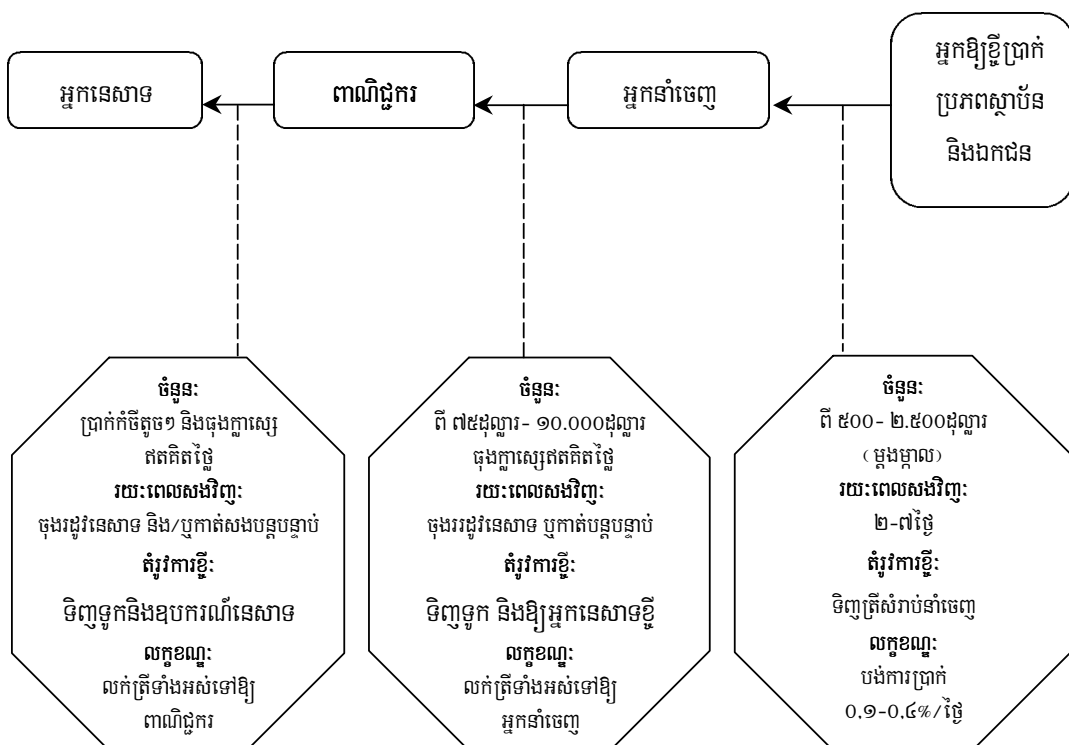 អ្នកនេសាទ
ពាណិជ្ជករ
អ្នកនាំចេញ
អ្នកឱ្យខ្ចីប្រាក់
ប្រភពស្ថាប័ន
និងឯកជន
ចំនួនៈ
ប្រាក់កំចីតូចៗ និងធុងក្លាស្សេ
ឥតគិតថ្លៃ
រយៈពេលសងវិញៈ
ចុងរដូវនេសាទ និង/ឬកាត់សងបន្តបន្ទាប់
តំរូវការខ្ចីៈ
ទិញទូកនិងឧបករណ៍នេសាទ
លក្ខខណ្ឌៈ
លក់ត្រីទាំងអស់ទៅឱ្យ
ពាណិជ្ជករ
ចំនួនៈ
ពី ៧៥ដុល្លារ- ១០.០០០ដុល្លារ
ធុងក្លាស្សេឥតគិតថ្លៃ
រយៈពេលសងវិញៈ
ចុងររដូវនេសាទ ឬកាត់បន្តបន្ទាប់
តំរូវការខ្ចីៈ
ទិញទូក និងឱ្យអ្នកនេសាទខ្ចី
លក្ខខណ្ឌៈ
លក់ត្រីទាំងអស់ទៅឱ្យ
អ្នកនាំចេញ
ចំនួនៈ
ពី ៥០០- ២.៥០០ដុល្លារ
(ម្តងម្កាល)
រយៈពេលសងវិញៈ
២-៧ថ្ងៃ
តំរូវការខ្ចីៈ
ទិញត្រីសំរាប់នាំចេញ
លក្ខខណ្ឌៈ
បង់ការប្រាក់
០.១-០.៤%/ថ្ងៃ